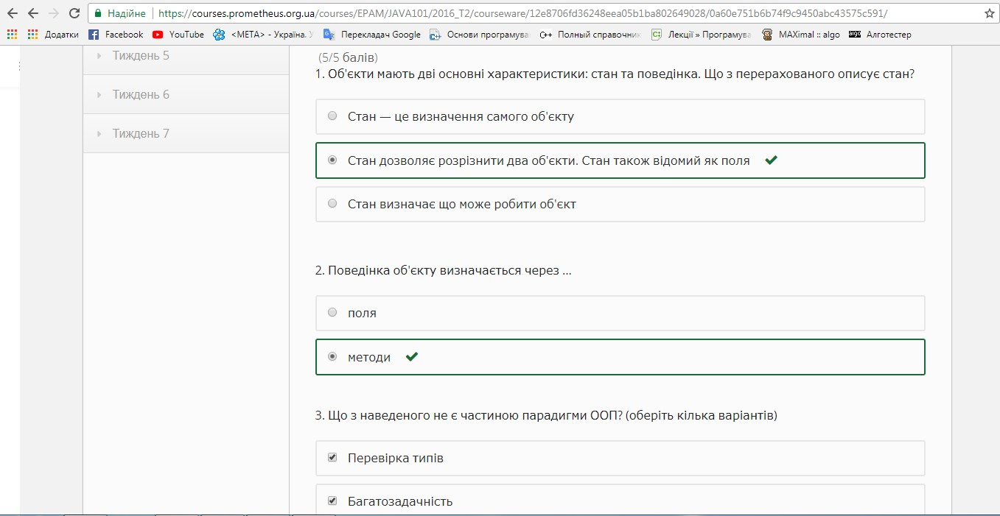 Надійне https://courses.prometheus.org.ua/courses/EPAM/JAVA101/2016_T2/courseware/12e8706fd36248eea05b1ba802649028/0a60e751b6b74f9c9450abc43575c591/
Додатки Facebook YouTube <META> - Україна. У Перекладач Google Основи програмува C++ Полный справочник Лекції » Програмува MAXimal :: algo algo Алготестер
Тиждень 5
Тиждень 6
Тиждень 7
(5/5 балів)
1. Об'єкти мають дві основні характеристики: стан та поведінка. Що з перерахованого описує стан?
Стан — це визначення самого об'єкту
Стан дозволяє розрізнити два об'єкти. Стан також відомий як поля
Стан визначає що може робити об'єкт
2. Поведінка об'єкту визначається через ...
поля
методи
3. Що з наведеного не є частиною парадигми ООП? (оберіть кілька варіантів)
Перевірка типів
Багатозадачність